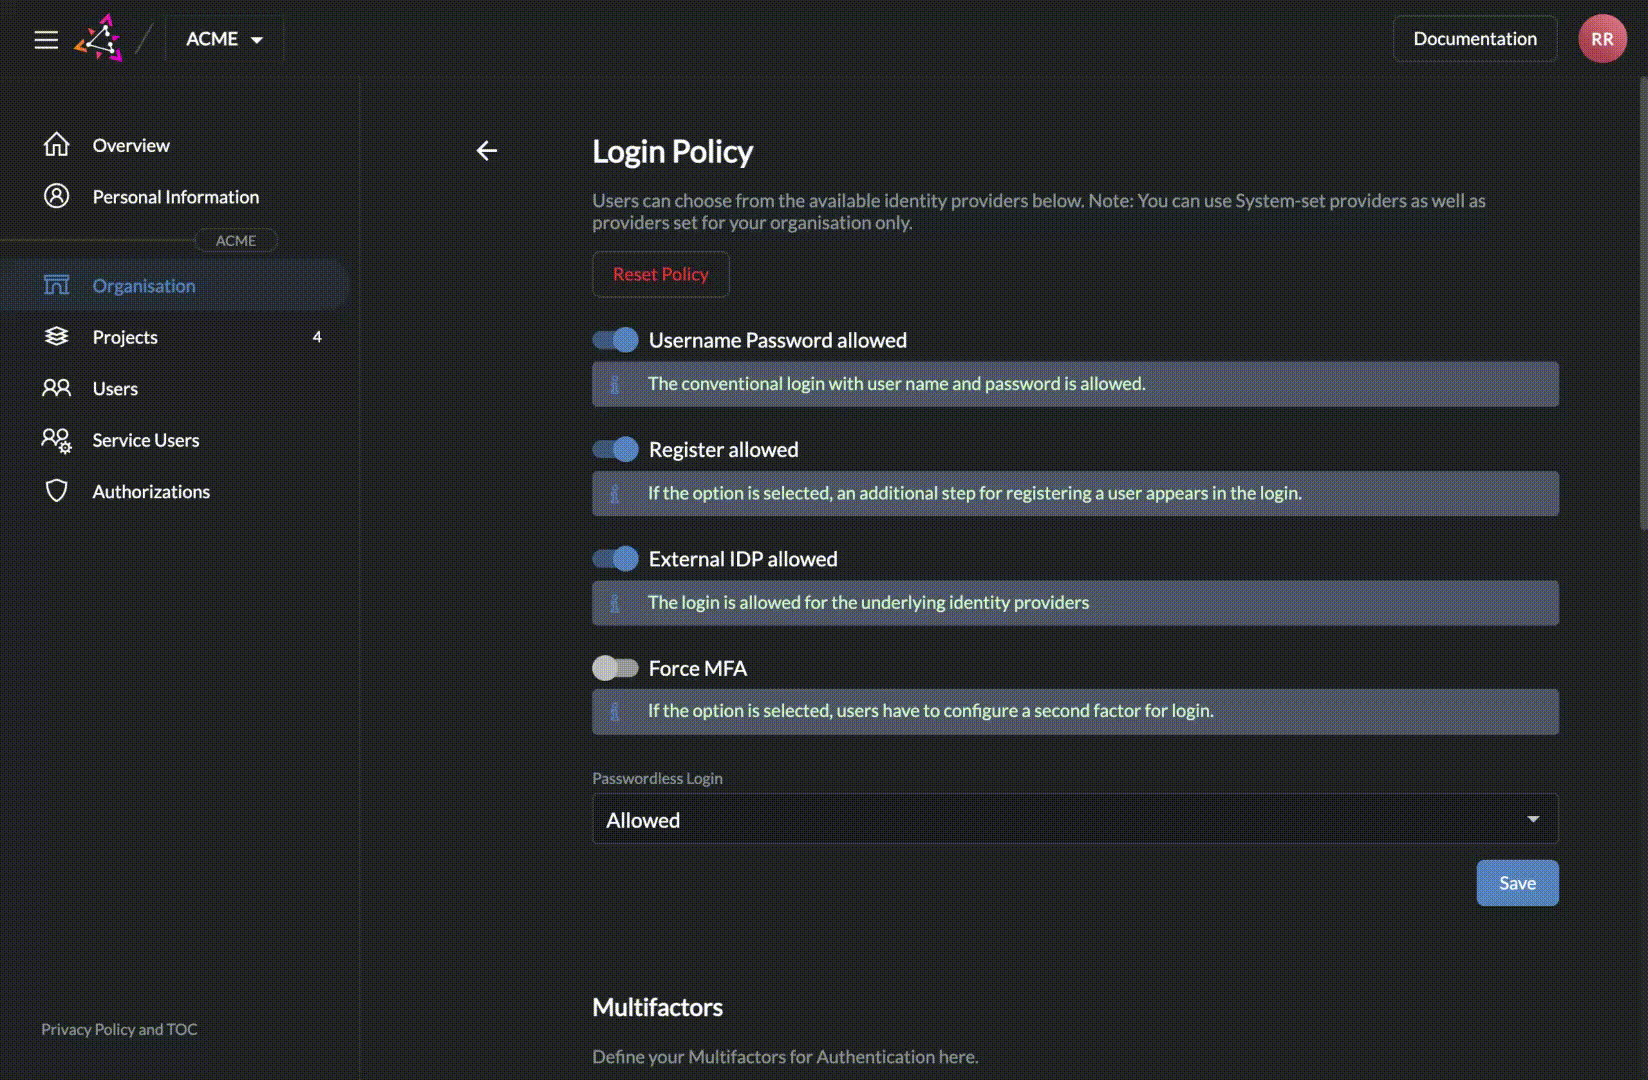 ACME
Documentation
RR
Overview
Personal Information
ACME
Organisation
Projects 4
Users
Service Users
Authorizations
Privacy Policy and TOC
Login Policy
Users can choose from the available identity providers below. Note: You can use System-set providers as well as
providers set for your organisation only.
Reset Policy
Username Password allowed
The conventional login with user name and password is allowed.
Register allowed
If the option is selected, an additional step for registering a user appears in the login.
External IDP allowed
The login is allowed for the underlying identity providers
Force MFA
If the option is selected, users have to configure a second factor for login.
Passwordless Login
Allowed
Save
Multifactors
Define your Multifactors for Authentication here.